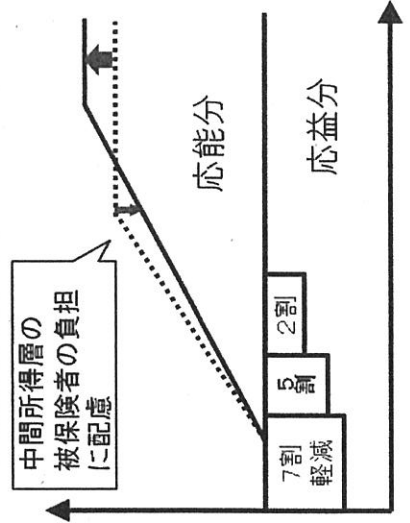 中間所得層の
被保険者の負担
に配慮
応能分
応益分
7割
軽減
5割
2割